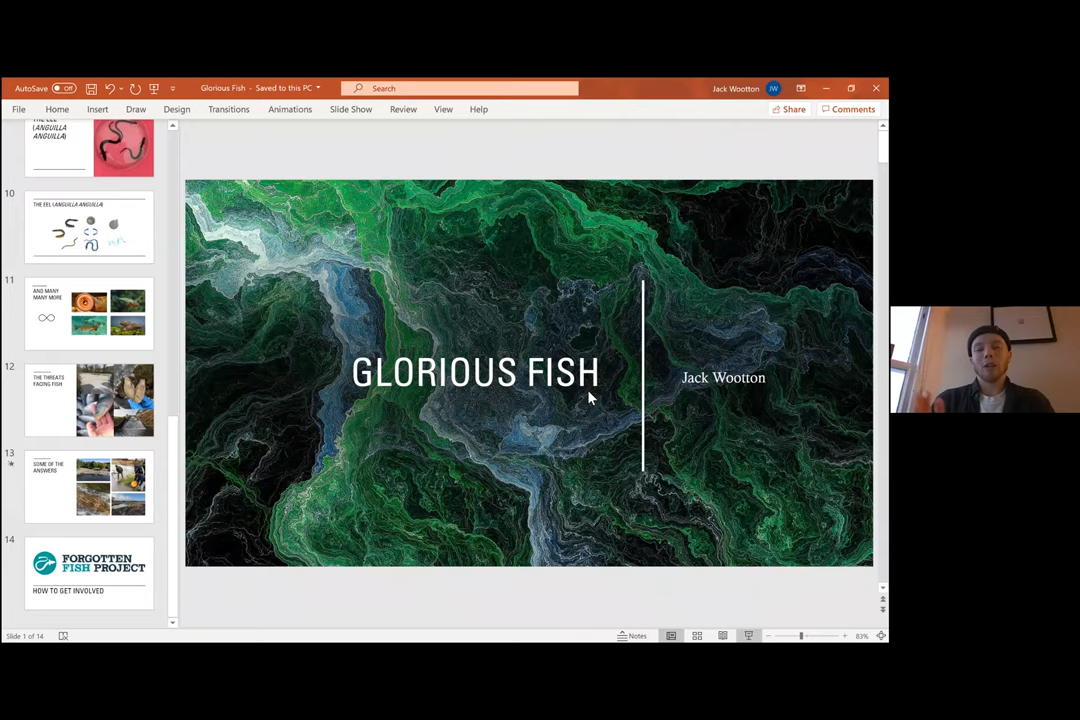 AutoSave
Off
Glorious Fish - Saved to this PC
Search
Jack Wootton
JW
File
Home
Insert
Draw
Design
Transitions
Animations
Slide Show
Review
View
Help
Share
Comments
THE EEL
(ANGUILLA
ANGUILLA)
10
THE EEL (ANGUILLA ANGUILLA)
11
AND MANY
MANY MORE
12
THE THREATS
FACING FISH
13
SOME OF THE
ANSWERS
14
FORGOTTEN
FISH PROJECT
HOW TO GET INVOLVED
GLORIOUS FISH
Jack Wootton
Slide 1 of 14
Notes
83%